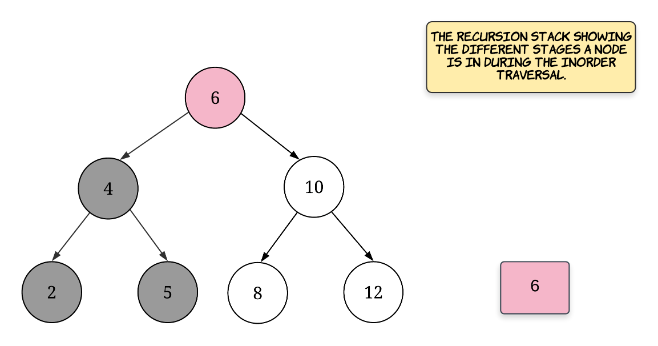 THE RECURSION STACK SHOWING
THE DIFFERENT STAGES A NODE
IS IN DURING THE INORDER
TRAVERSAL.
6
4
10
2
5
8
12
6